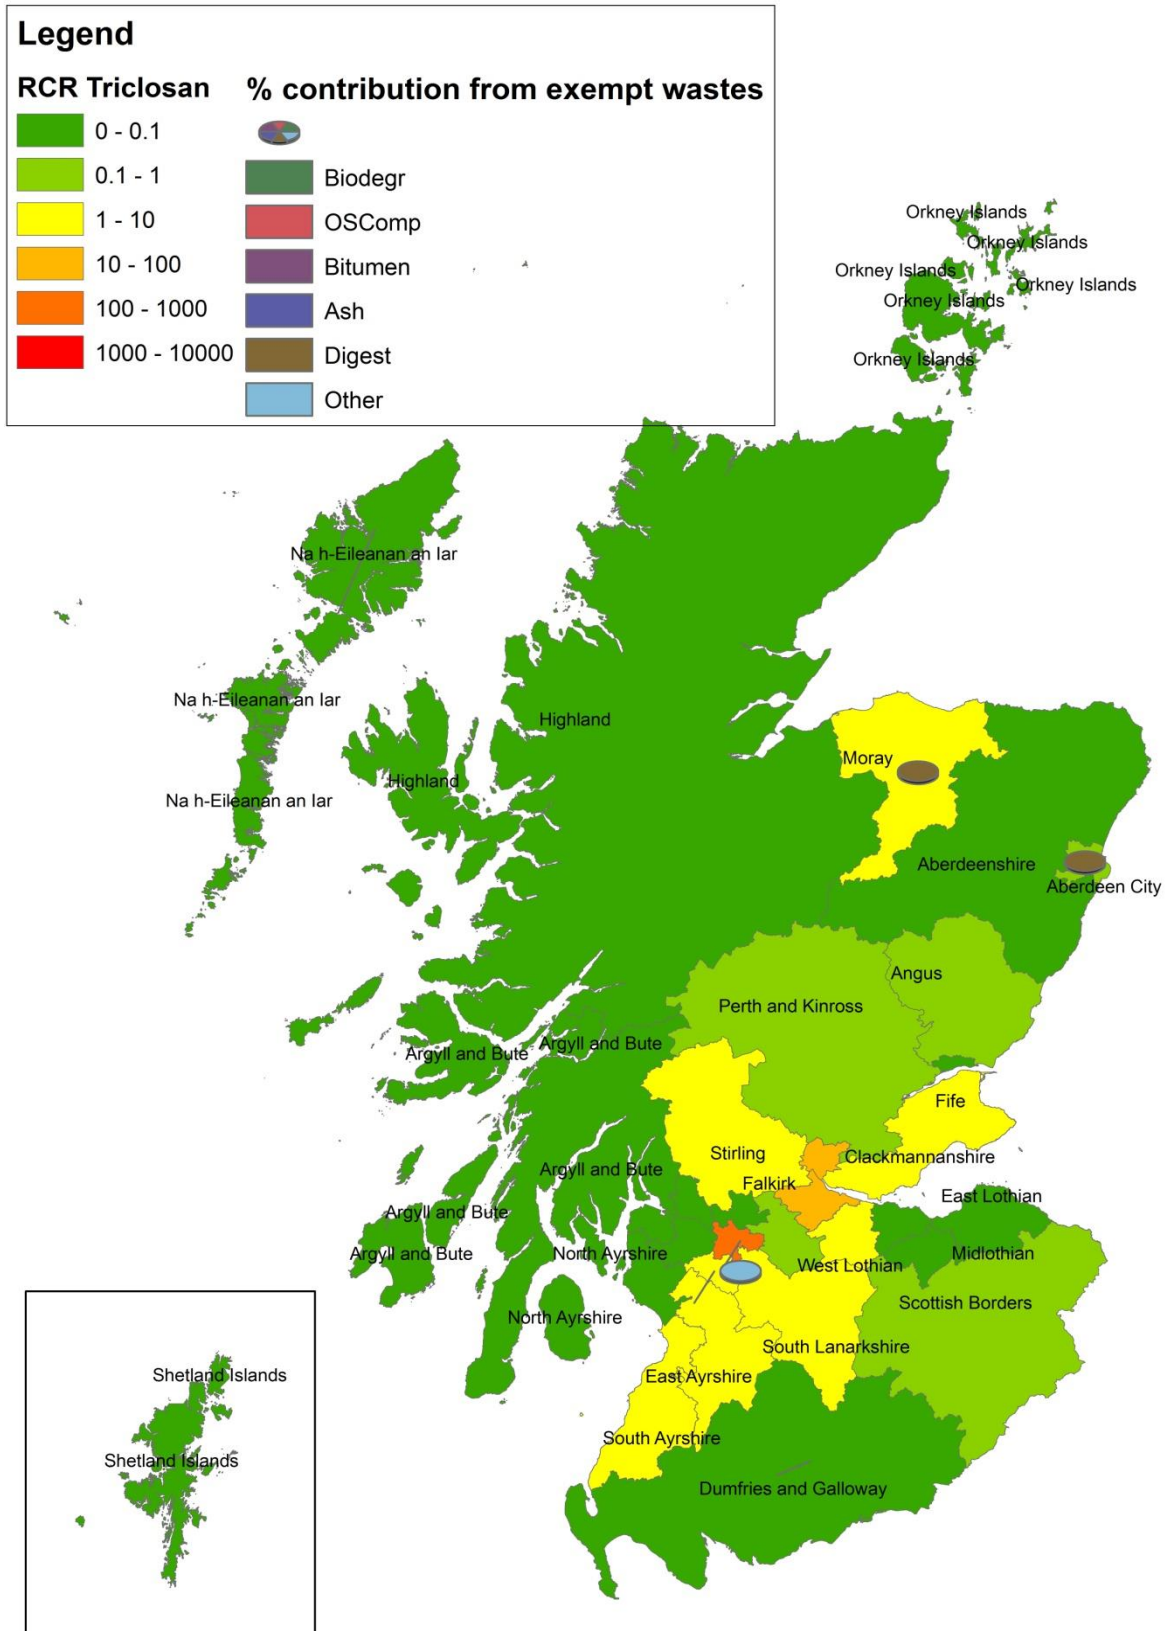 Legend
RCR Triclosan
0 - 0.1
0.1 - 1
1 - 10
10 - 100
100 - 1000
1000 - 10000
% contribution from exempt wastes
Biodegr
OSComp
Bitumen
Ash
Digest
Other
Orkney Islands
Orkney Islands
Orkney Islands
Orkney Islands
Orkney Islands
Orkney Islands
Na h-Eileanan an Iar
Na h-Eileanan an Iar
Highland
Moray
Highland
Na h-Eileanan an Iar
Aberdeenshire
Aberdeen City
Angus
Perth and Kinross
Argyll and Bute
Argyll and Bute
Fife
Stirling
Clackmannanshire
Argyll and Bute
Falkirk
East Lothian
Argyll and Bute
Argyll and Bute
North Ayrshire
Midlothian
West Lothian
Scottish Borders
North Ayrshire
South Lanarkshire
East Ayrshire
Shetland Islands
South Ayrshire
Shetland Islands
Dumfries and Galloway